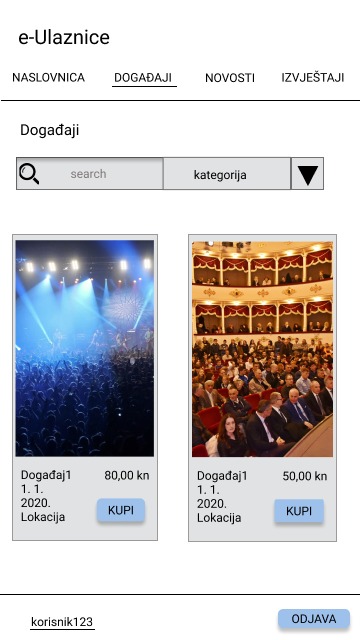 e-Ulaznice
NASLOVNICA DOGAĐAJI NOVOSTI IZVJEŠTAJI
Događaji
search kategorija
Događaj1 80,00 kn
1. 1.
2020.
Lokacija
KUPI
Događaj1 50,00 kn
1. 1.
2020.
Lokacija
KUPI
korisnik123 ODJAVA